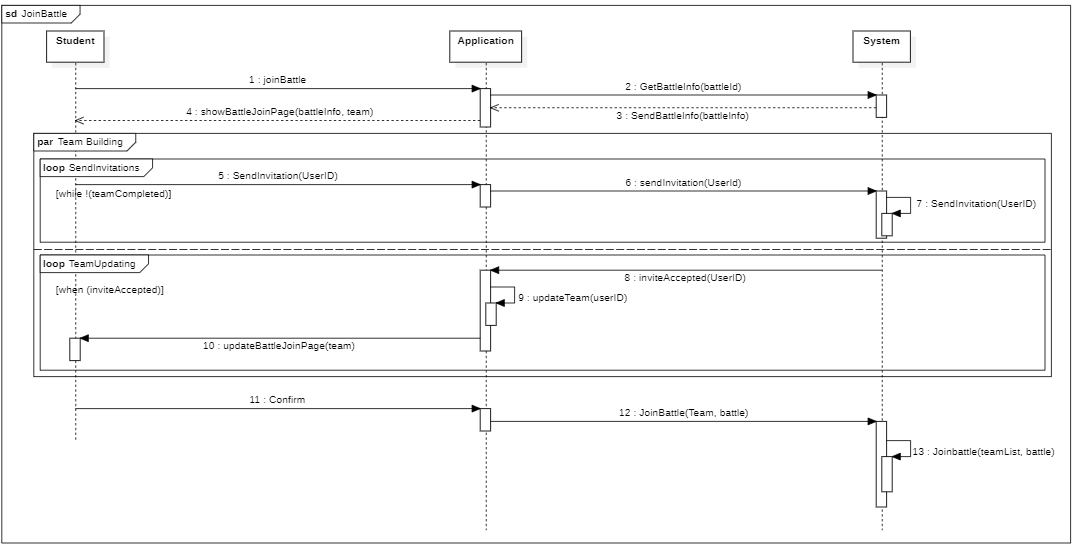 sd JoinBattle
Student
Application
System
1 : joinBattle
2 : GetBattleInfo(battleId)
3 : SendBattleInfo(battleInfo)
4 : showBattleJoinPage(battleInfo, team)
par Team Building
loop SendInvitations
[while !(teamCompleted)]
5 : SendInvitation(UserID)
6 : sendInvitation(UserId)
7 : SendInvitation(UserID)
loop TeamUpdating
[when (inviteAccepted)]
8 : inviteAccepted(UserID)
9 : updateTeam(userID)
10 : updateBattleJoinPage(team)
11 : Confirm
12 : JoinBattle(Team, battle)
13 : Joinbattle(teamList, battle)